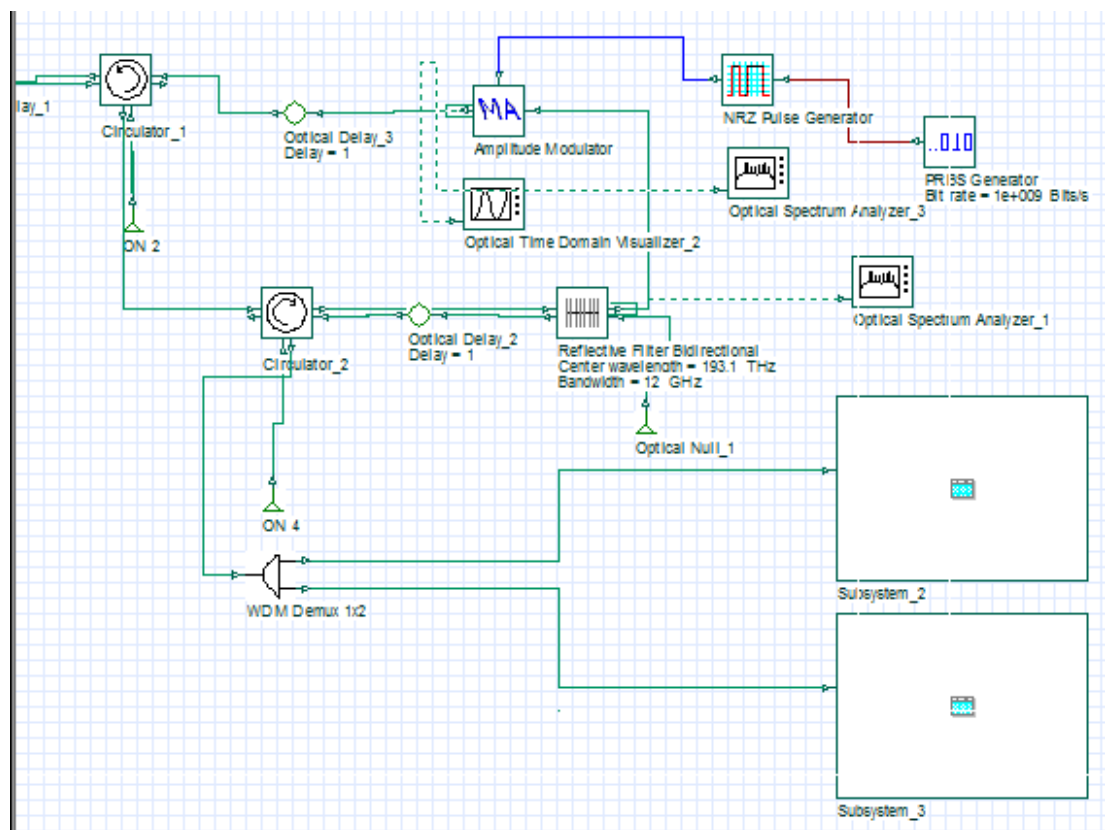 lay_1
Circulator_1
Optical Delay_3
Delay = 1
MA
Amplitude Modulator
NRZ Pulse Generator
..010
PRBS Generator
Bit rate = 1e+009 Bits/s
Optical Spectrum Analyzer_3
ON 2
Optical Time Domain Visualizer_2
Optical Spectrum Analyzer_1
Circulator_2
Optical Delay_2
Delay = 1
Reflective Filter Bidirectional
Center wavelength = 193.1 THz
Bandwidth = 12 GHz
Optical Null_1
ON 4
WDM Demux 1x2
Subsystem_2
Subsystem_3